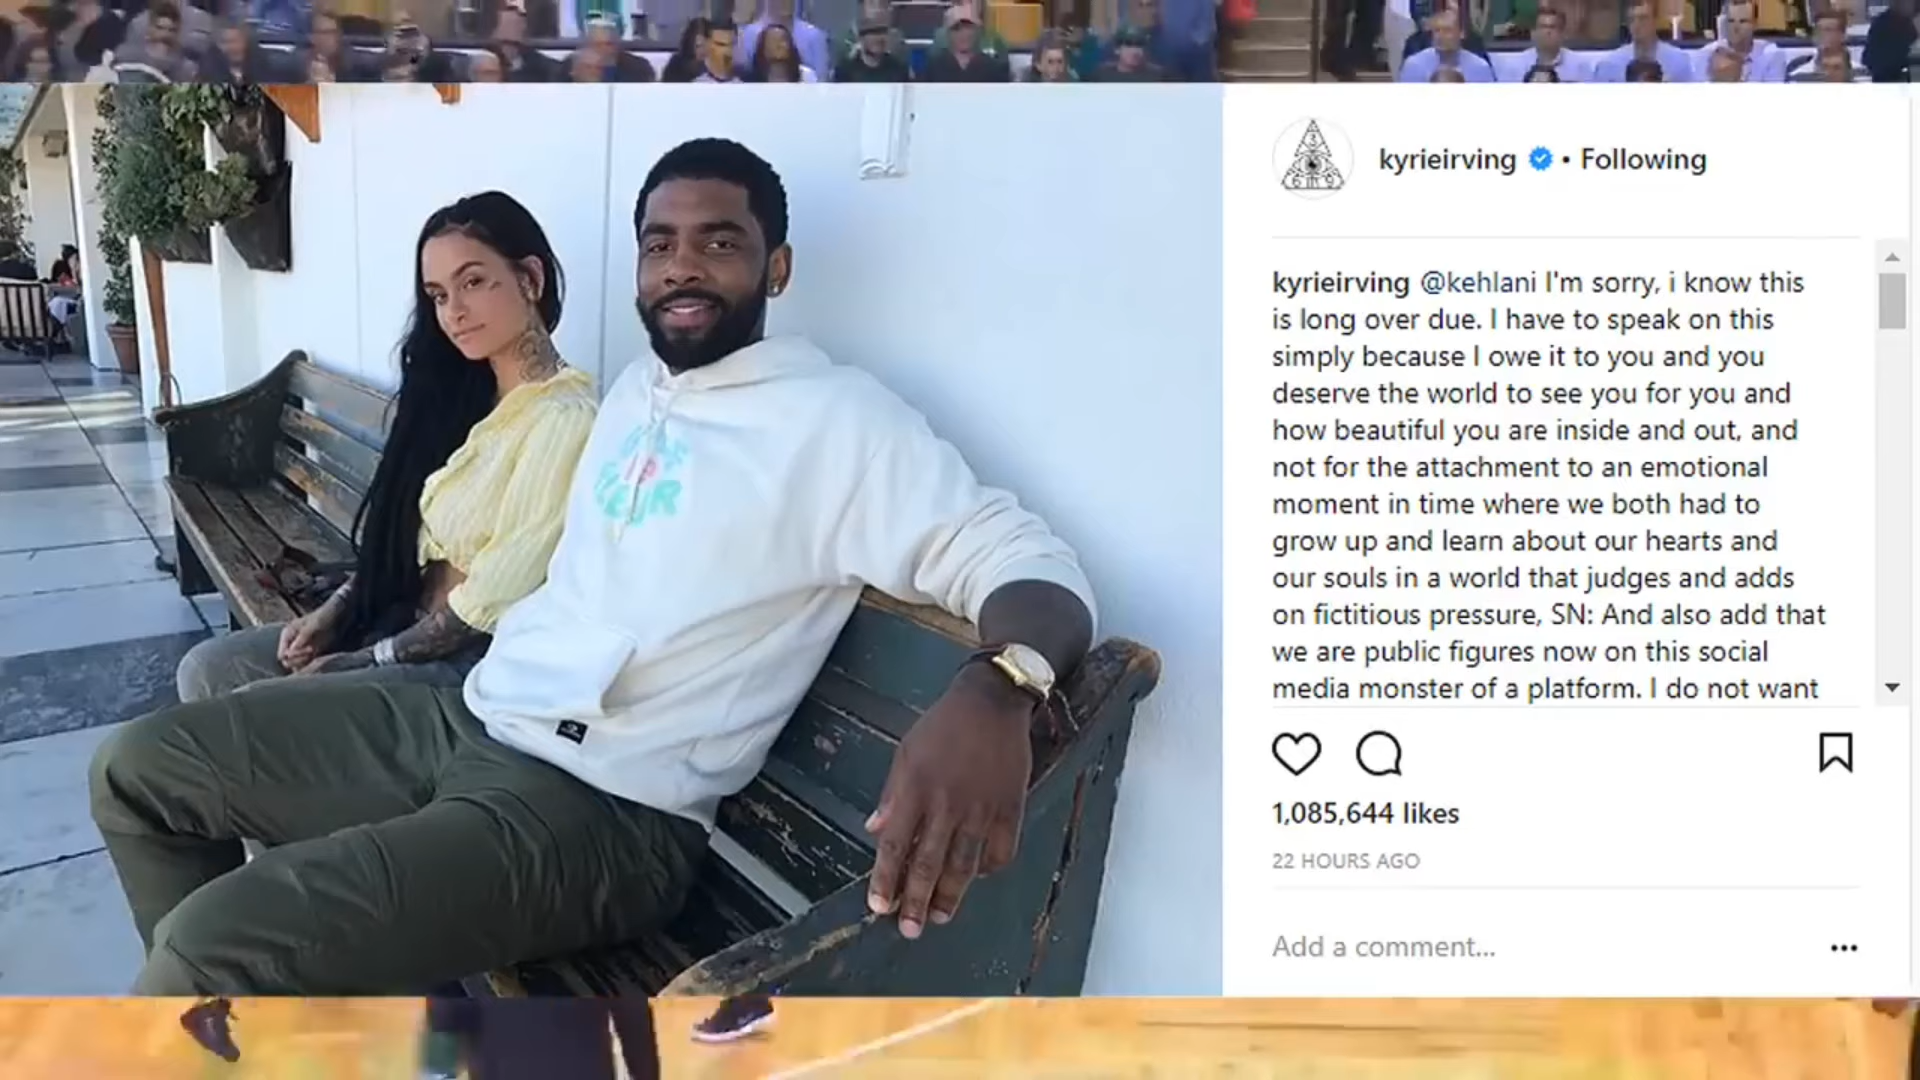 kyrieirving • Following
kyrieirving @kehlani I'm sorry, i know this
is long over due. I have to speak on this
simply because I owe it to you and you
deserve the world to see you for you and
how beautiful you are inside and out, and
not for the attachment to an emotional
moment in time where we both had to
grow up and learn about our hearts and
our souls in a world that judges and adds
on fictitious pressure, SN: And also add that
we are public figures now on this social
media monster of a platform. I do not want
1,085,644 likes
22 HOURS AGO
Add a comment...